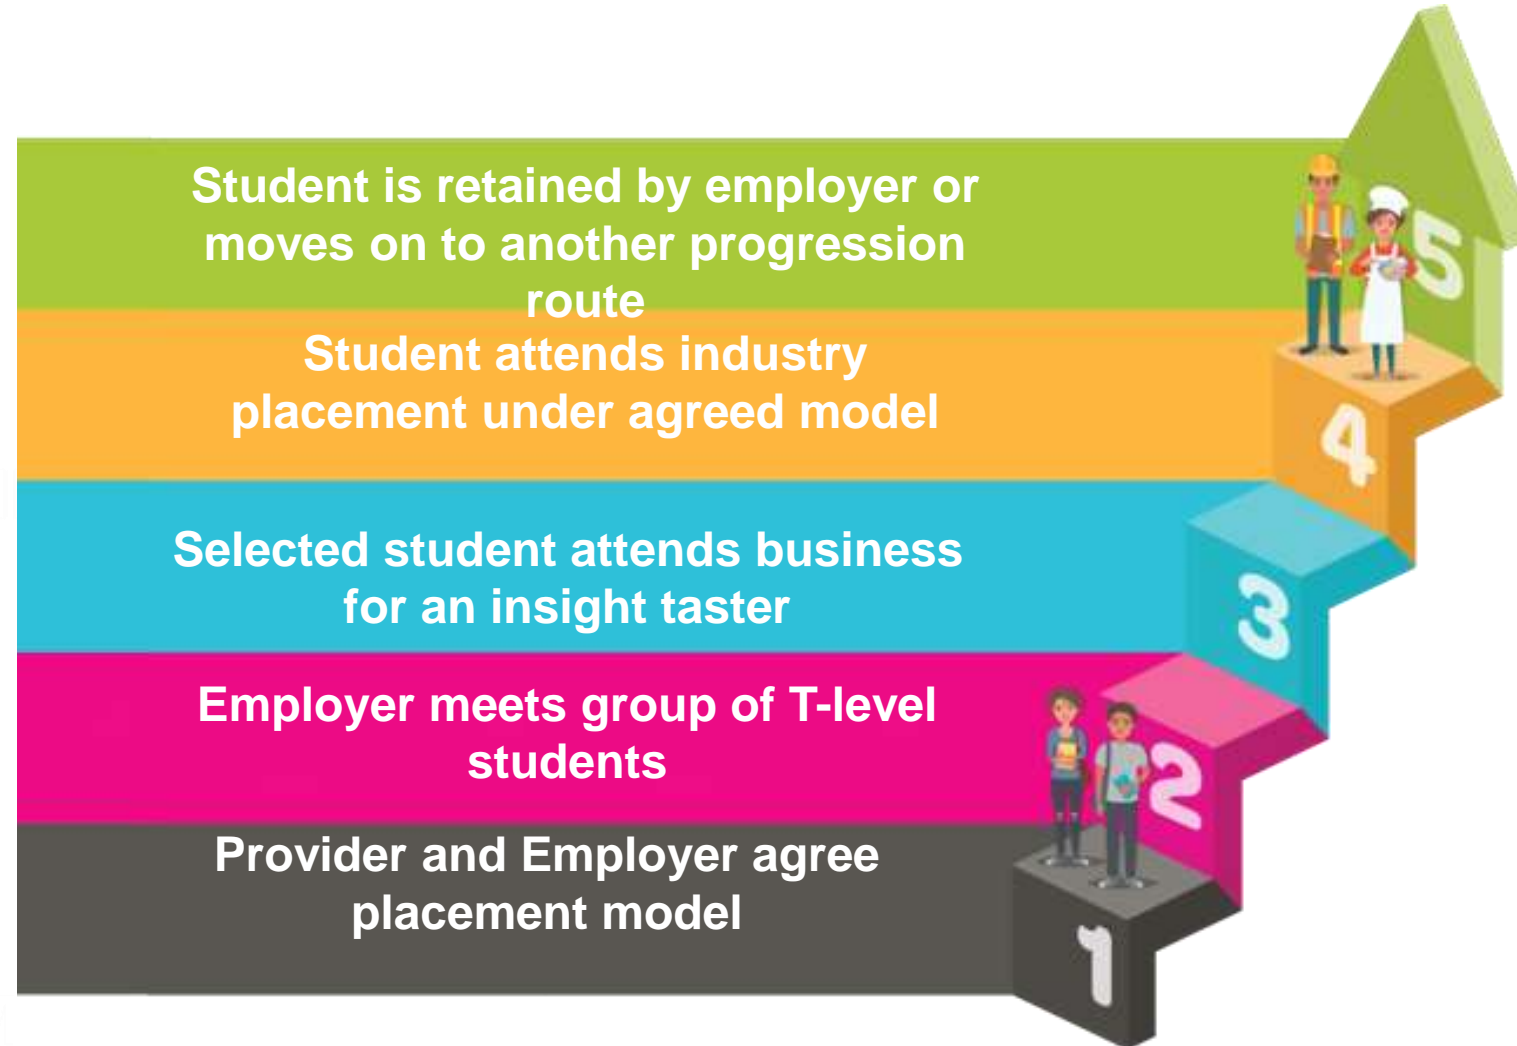 Student is retained by employer or
moves on to another progression
route
5
Student attends industry
placement under agreed model
4
Selected student attends business
for an insight taster
3
Employer meets group of T-level
students
2
Provider and Employer agree
placement model
1